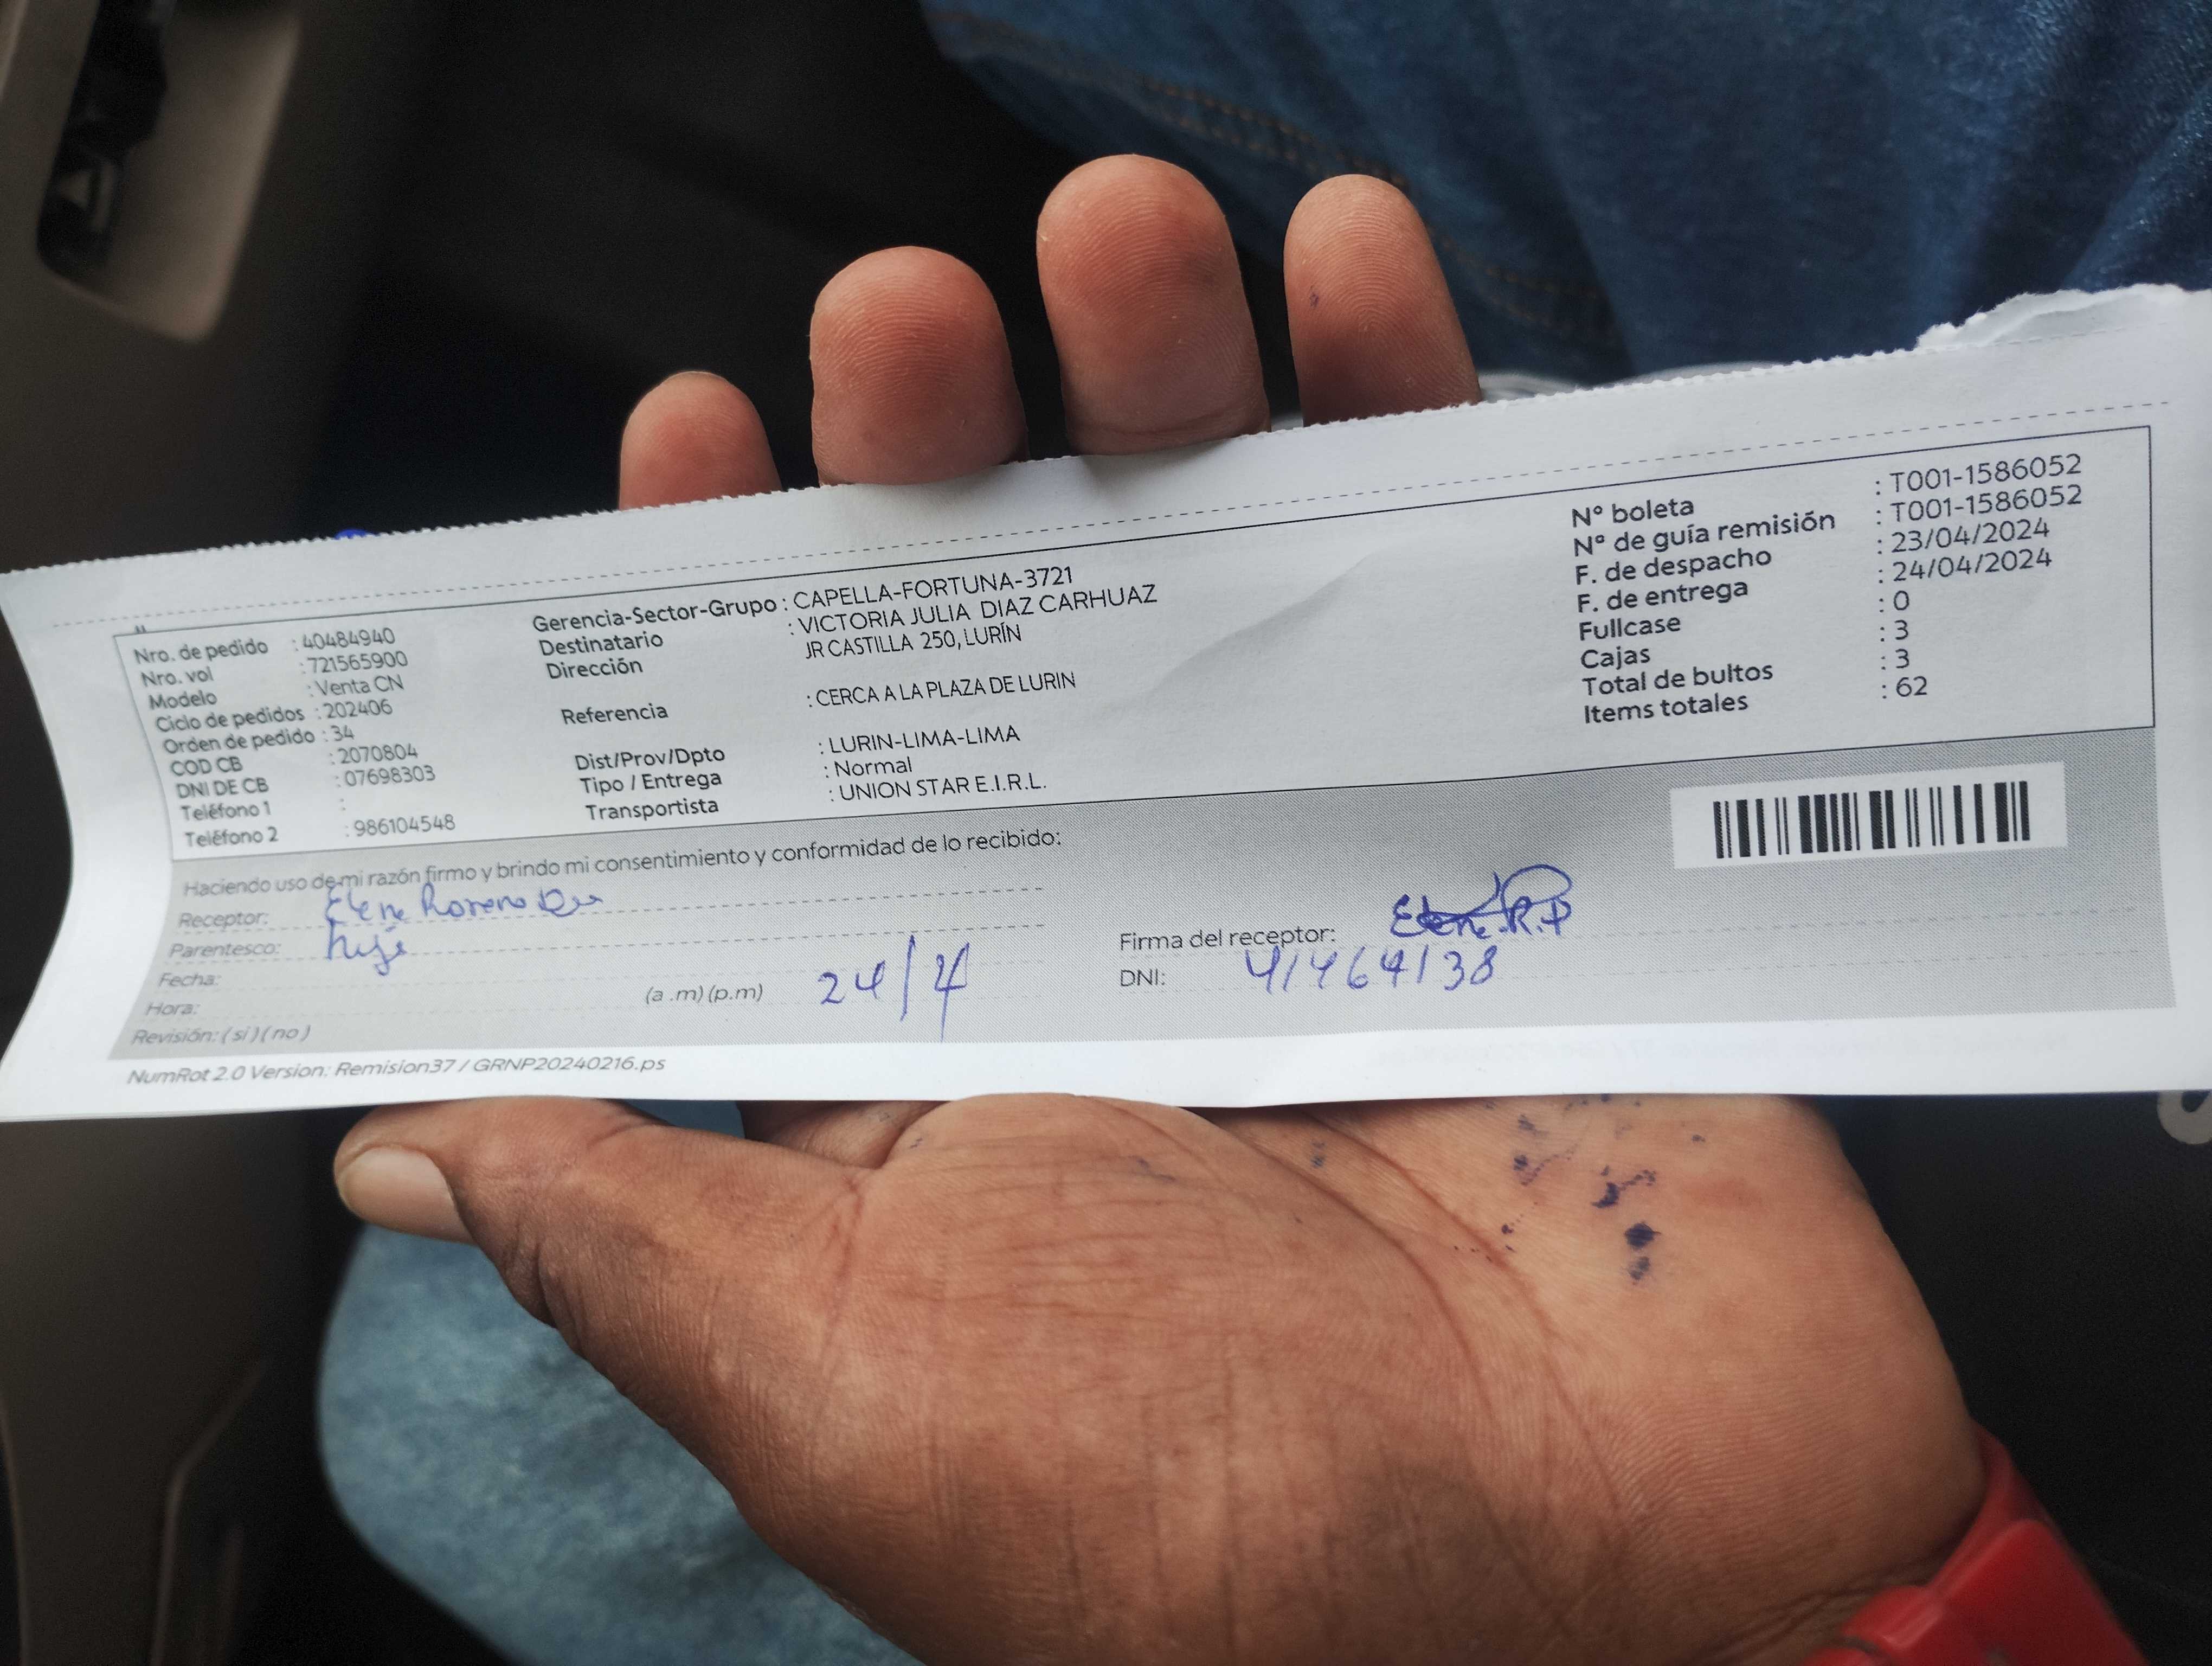 Nro. de pedido : 40484940
Nro. vol : 721565900
Modelo : Venta CN
Ciclo de pedidos : 202406
Orden de pedido : 34
COD CB : 2070804
DNI DE CB : 07698303
Teléfono 1 :
Teléfono 2 : 986104548
Gerencia-Sector-Grupo : CAPELLA-FORTUNA-3721
Destinatario : VICTORIA JULIA DIAZ CARHUAZ
Dirección JR CASTILLA 250, LURÍN
Referencia : CERCA A LA PLAZA DE LURIN
Dist/Prov/Dpto : LURIN-LIMA-LIMA
Tipo / Entrega : Normal
Transportista : UNION STAR E.I.R.L.
N° boleta : T001-1586052
N° de guía remisión : T001-1586052
F. de despacho : 23/04/2024
F. de entrega : 24/04/2024
Fullcase : 0
Cajas : 3
Total de bultos : 3
Items totales : 62
Haciendo uso de mi razón firmo y brindo mi consentimiento y conformidad de lo recibido:
Receptor:
Parentesco: hija
Fecha:
Hora: (a .m) (p.m) 24/4
Revisión: ( si ) ( no )
Firma del receptor: R.P
DNI: 41464138
NumRot 2.0 Version: Remision37 / GRNP20240216.ps